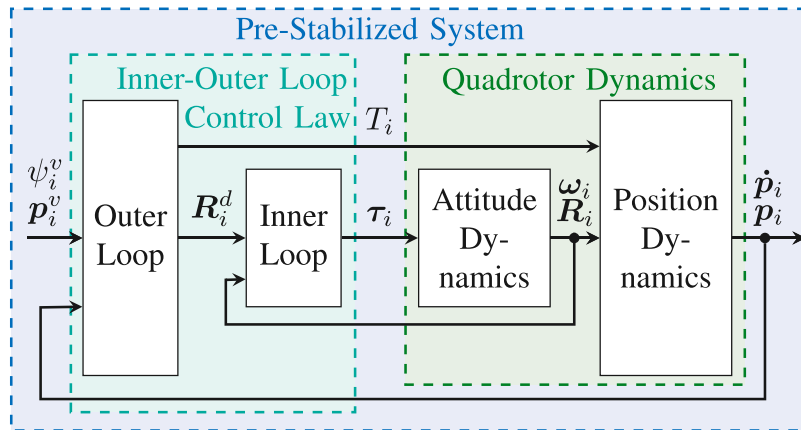 Pre-Stabilized System
Inner-Outer Loop
Control Law
Quadrotor Dynamics
T_i
ψ_i^v
p_i^v
Outer
Loop
R_i^d
Inner
Loop
τ_i
Attitude
Dy-
namics
ω_i
R_i
Position
Dy-
namics
ṗ_i
p_i